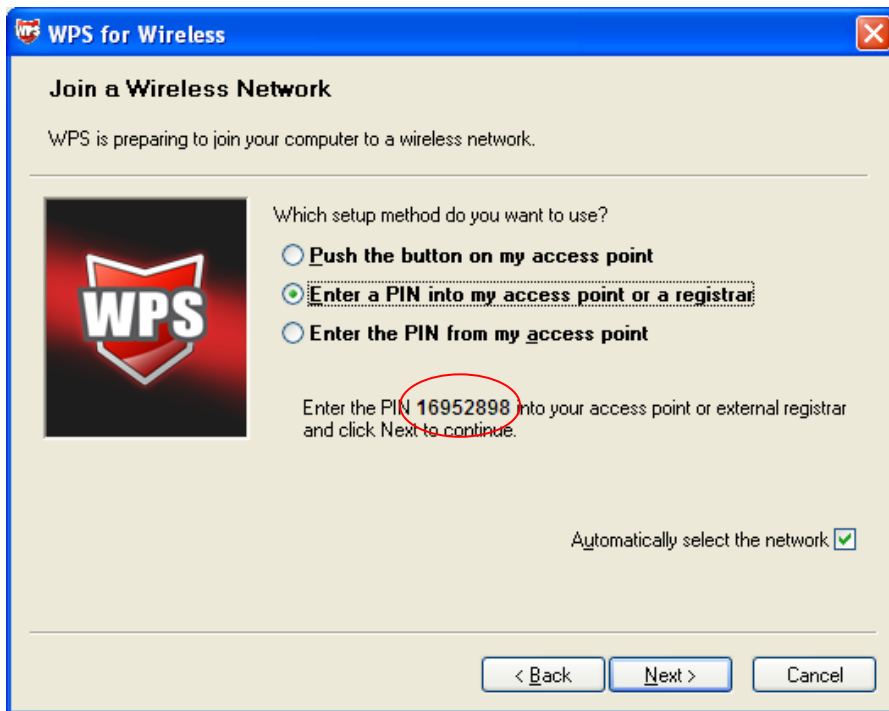 WPS for Wireless
Join a Wireless Network
WPS is preparing to join your computer to a wireless network.
WPS
Which setup method do you want to use?
Push the button on my access point
Enter a PIN into my access point or a registrar
Enter the PIN from my access point
Enter the PIN 16952898 into your access point or external registrar
and click Next to continue.
Automatically select the network
< Back Next > Cancel